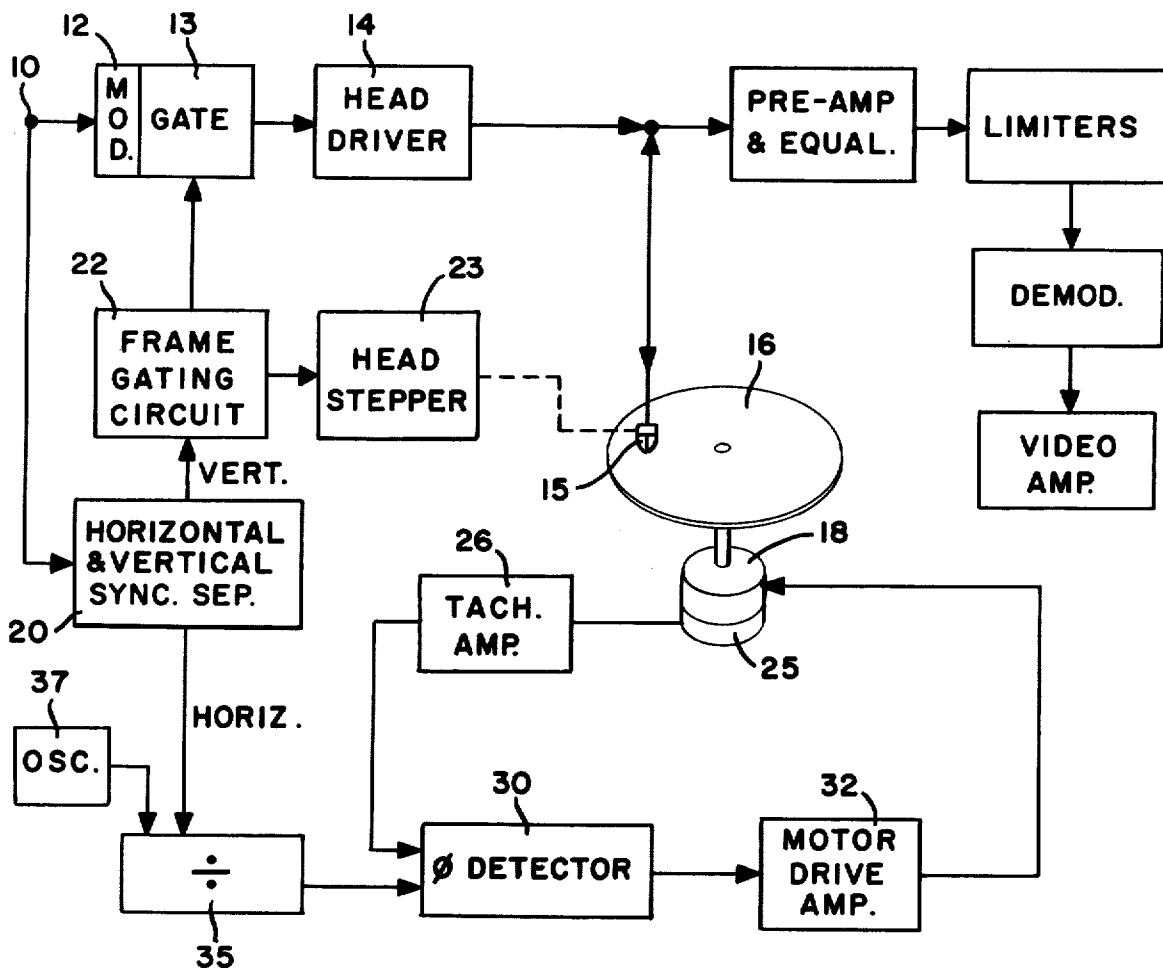 12
13
14
10
M
O
D.
GATE
HEAD
DRIVER
PRE-AMP
& EQUAL.
LIMITERS
22
23
DEMOD.
FRAME
GATING
CIRCUIT
HEAD
STEPPER
16
15
VIDEO
AMP.
VERT.
HORIZONTAL
& VERTICAL
SYNC. SEP.
20
26
18
TACH.
AMP.
25
37
HORIZ.
OSC.
30
32
÷
Ø DETECTOR
MOTOR
DRIVE
AMP.
35